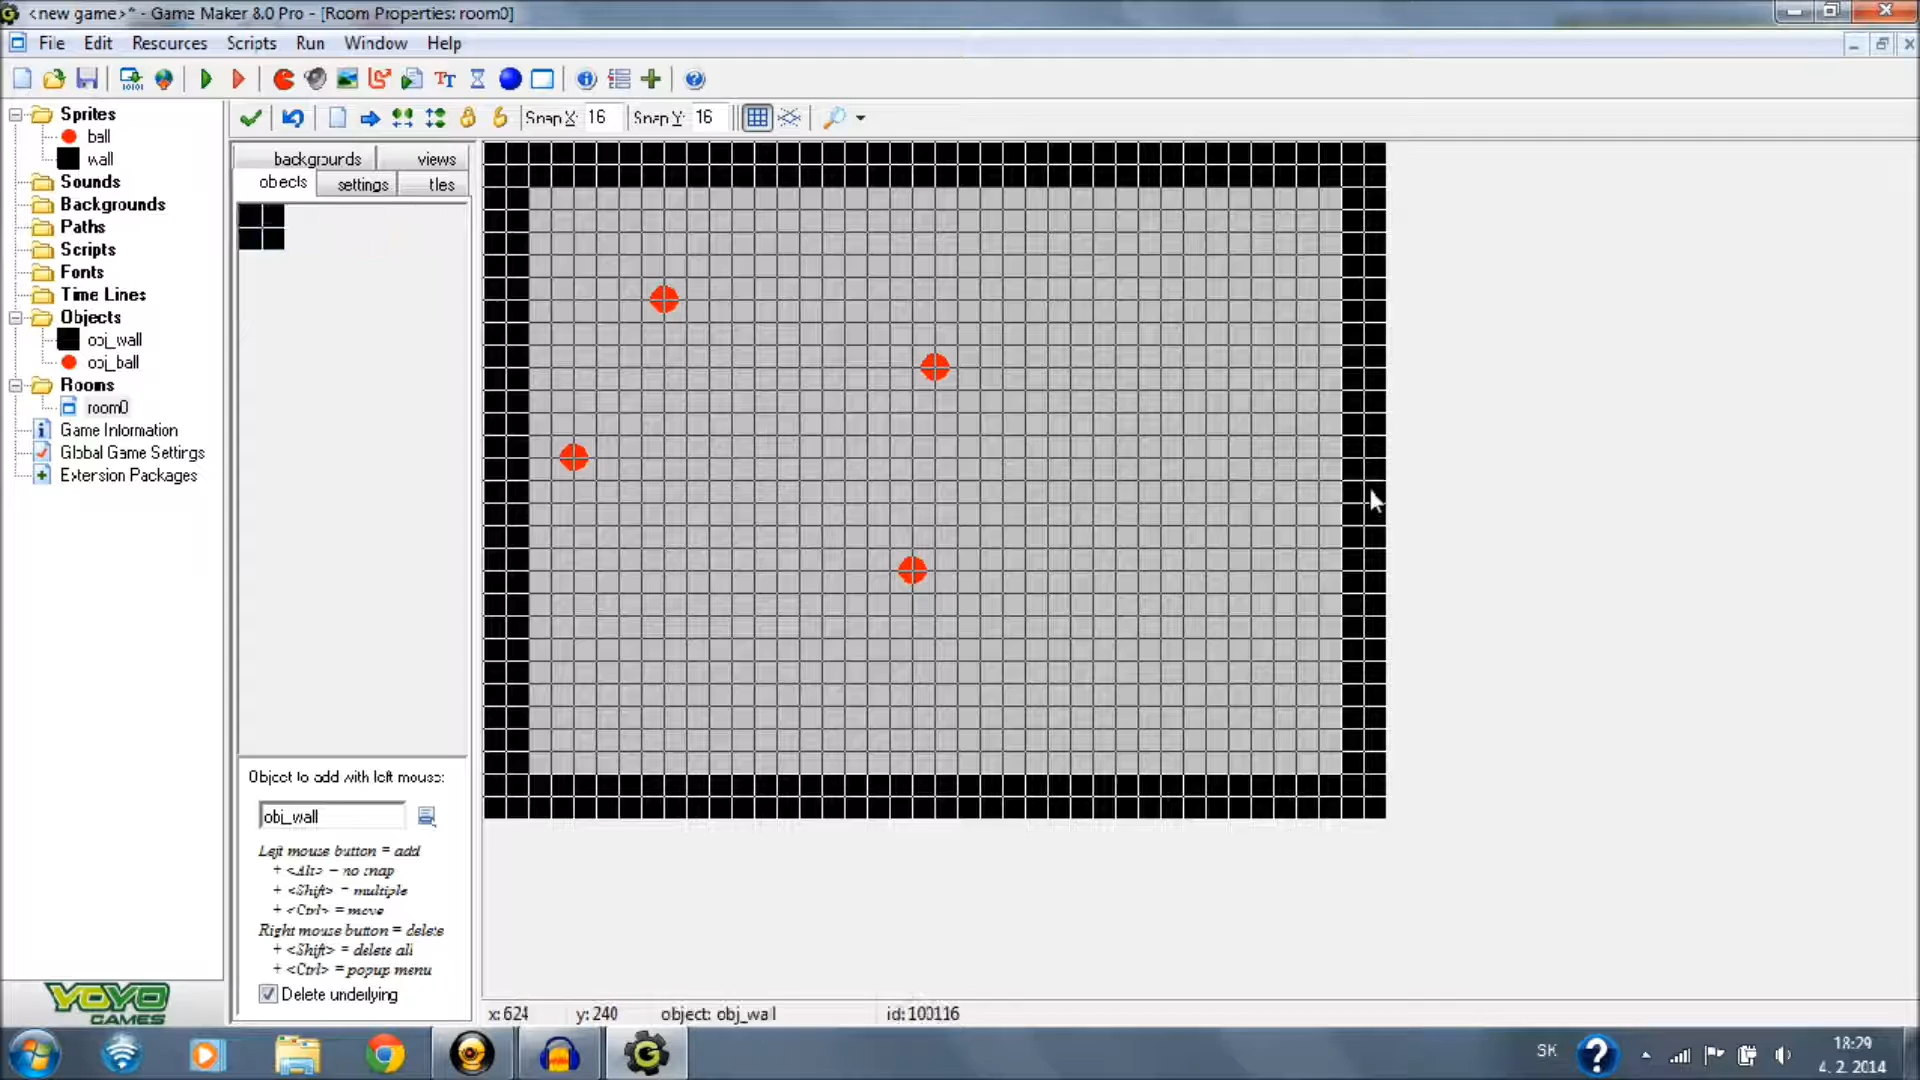 <new game>* - Game Maker 8.0 Pro - [Room Properties: room0]
File Edit Resources Scripts Run Window Help
Snap X: 16 Snap Y: 16
Sprites
ball
wall
Sounds
Backgrounds
Paths
Scripts
Fonts
Time Lines
Objects
obj_wall
obj_ball
Rooms
room0
Game Information
Global Game Settings
Extension Packages
backgrounds views
objects settings tiles
Object to add with left mouse:
obj_wall
Left mouse button = add
+ <Alt> = no snap
+ <Shift> = multiple
+ <Ctrl> = move
Right mouse button = delete
+ <Shift> = delete all
+ <Ctrl> = popup menu
Delete underlying
YOYO
GAMES
x: 624 y: 240 object: obj_wall id: 100116
SK
18:29
4. 2. 2014